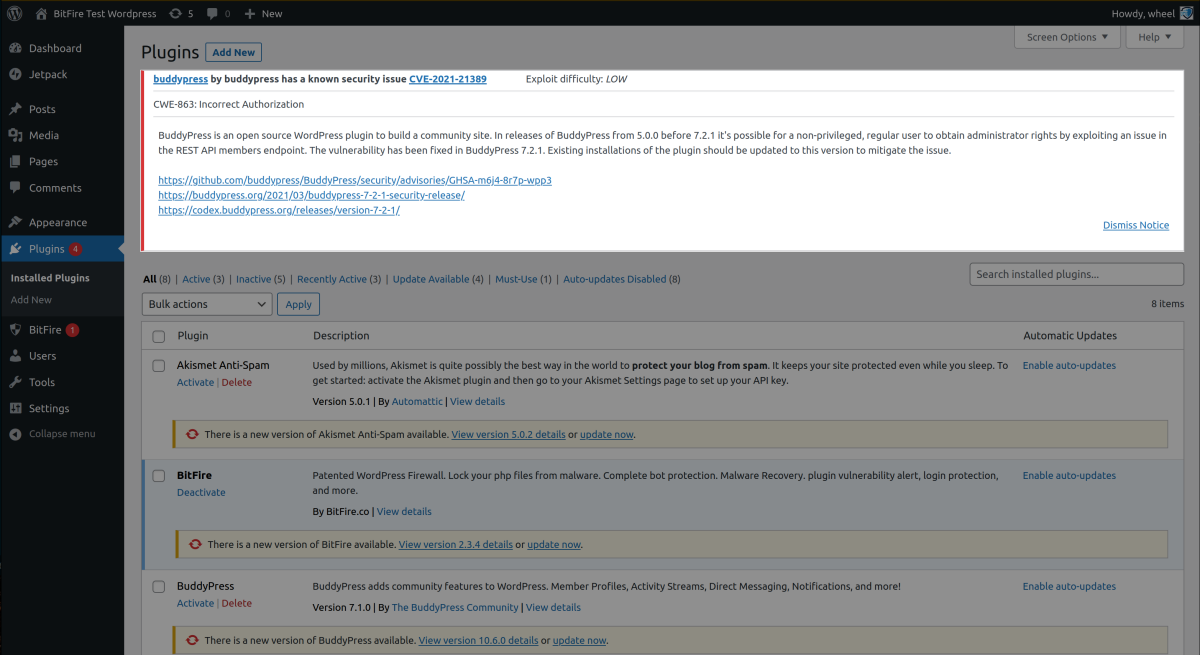 BitFire Test Wordpress 5 0 New Howdy, wheel
Dashboard
Jetpack
Posts
Media
Pages
Comments
Appearance
Plugins 4
Installed Plugins
Add New
BitFire 1
Users
Tools
Settings
Collapse menu
Screen Options ▼ Help ▼
Plugins Add New
buddypress by buddypress has a known security issue CVE-2021-21389 Exploit difficulty: LOW
CWE-863: Incorrect Authorization
BuddyPress is an open source WordPress plugin to build a community site. In releases of BuddyPress from 5.0.0 before 7.2.1 it's possible for a non-privileged, regular user to obtain administrator rights by exploiting an issue in
the REST API members endpoint. The vulnerability has been fixed in BuddyPress 7.2.1. Existing installations of the plugin should be updated to this version to mitigate the issue.
https://github.com/buddypress/BuddyPress/security/advisories/GHSA-m6j4-8r7p-wpp3
https://buddypress.org/2021/03/buddypress-7-2-1-security-release/
https://codex.buddypress.org/releases/version-7-2-1/
Dismiss Notice
All (8) | Active (3) | Inactive (5) | Recently Active (3) | Update Available (4) | Must-Use (1) | Auto-updates Disabled (8)
Search installed plugins...
Bulk actions Apply
8 items
Plugin Description Automatic Updates
Akismet Anti-Spam
Activate | Delete
Used by millions, Akismet is quite possibly the best way in the world to protect your blog from spam. It keeps your site protected even while you sleep. To
get started: activate the Akismet plugin and then go to your Akismet Settings page to set up your API key.
Version 5.0.1 | By Automattic | View details
Enable auto-updates
There is a new version of Akismet Anti-Spam available. View version 5.0.2 details or update now.
BitFire
Deactivate
Patented WordPress Firewall. Lock your php files from malware. Complete bot protection. Malware Recovery. plugin vulnerability alert, login protection,
and more.
By BitFire.co | View details
Enable auto-updates
There is a new version of BitFire available. View version 2.3.4 details or update now.
BuddyPress
Activate | Delete
BuddyPress adds community features to WordPress. Member Profiles, Activity Streams, Direct Messaging, Notifications, and more!
Version 7.1.0 | By The BuddyPress Community | View details
Enable auto-updates
There is a new version of BuddyPress available. View version 10.6.0 details or update now.